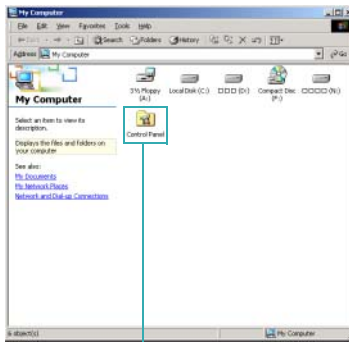 My Computer
File Edit View Favorites Tools Help
Back Search Folders History
Address My Computer Go
My Computer
3½ Floppy (A:) Local Disk (C:) □□□ (D:) Compact Disc (P:) □□□□ (N:)
Select an item to view its description.
Control Panel
Displays the files and folders on your computer
See also:
My Documents
My Network Places
Network and Dial-up Connections
6 object(s) My Computer